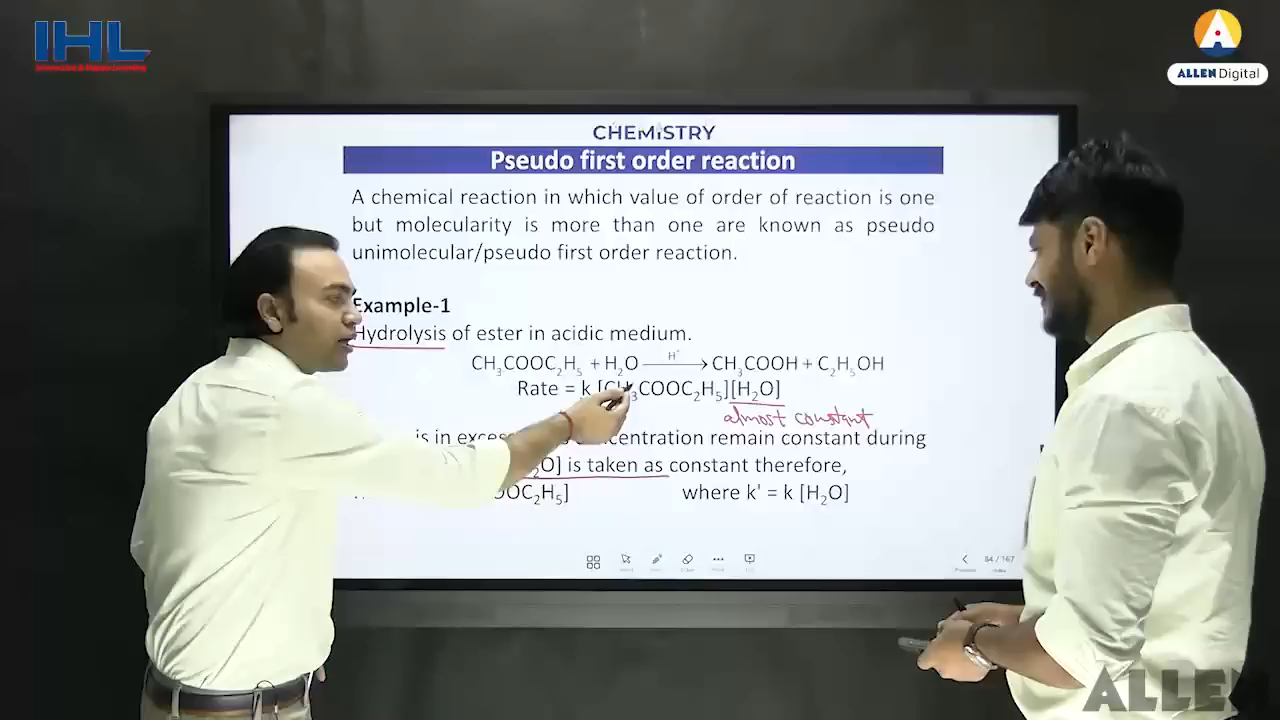 IHL
ALLEN Digital
CHEMISTRY
Pseudo first order reaction
A chemical reaction in which value of order of reaction is one
but molecularity is more than one are known as pseudo
unimolecular/pseudo first order reaction.
Example-1
Hydrolysis of ester in acidic medium.
CH₃COOC₂H₅ + H₂O ⟶ CH₃COOH + C₂H₅OH
H⁺
Rate = k [CH₃COOC₂H₅][H₂O]
almost constant
is in excess concentration remain constant during
O] is taken as constant therefore,
OOC₂H₅] where k' = k [H₂O]
84 / 167
ALLEN